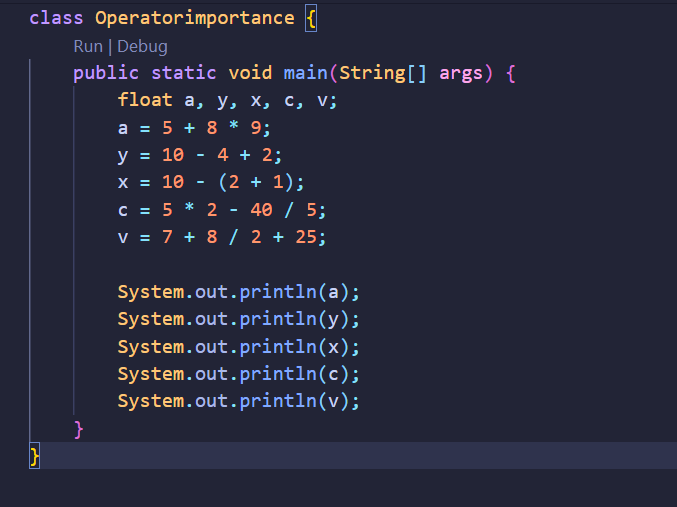 class Operatorimportance {
Run | Debug
public static void main(String[] args) {
float a, y, x, c, v;
a = 5 + 8 * 9;
y = 10 - 4 + 2;
x = 10 - (2 + 1);
c = 5 * 2 - 40 / 5;
v = 7 + 8 / 2 + 25;
System.out.println(a);
System.out.println(y);
System.out.println(x);
System.out.println(c);
System.out.println(v);
}
}